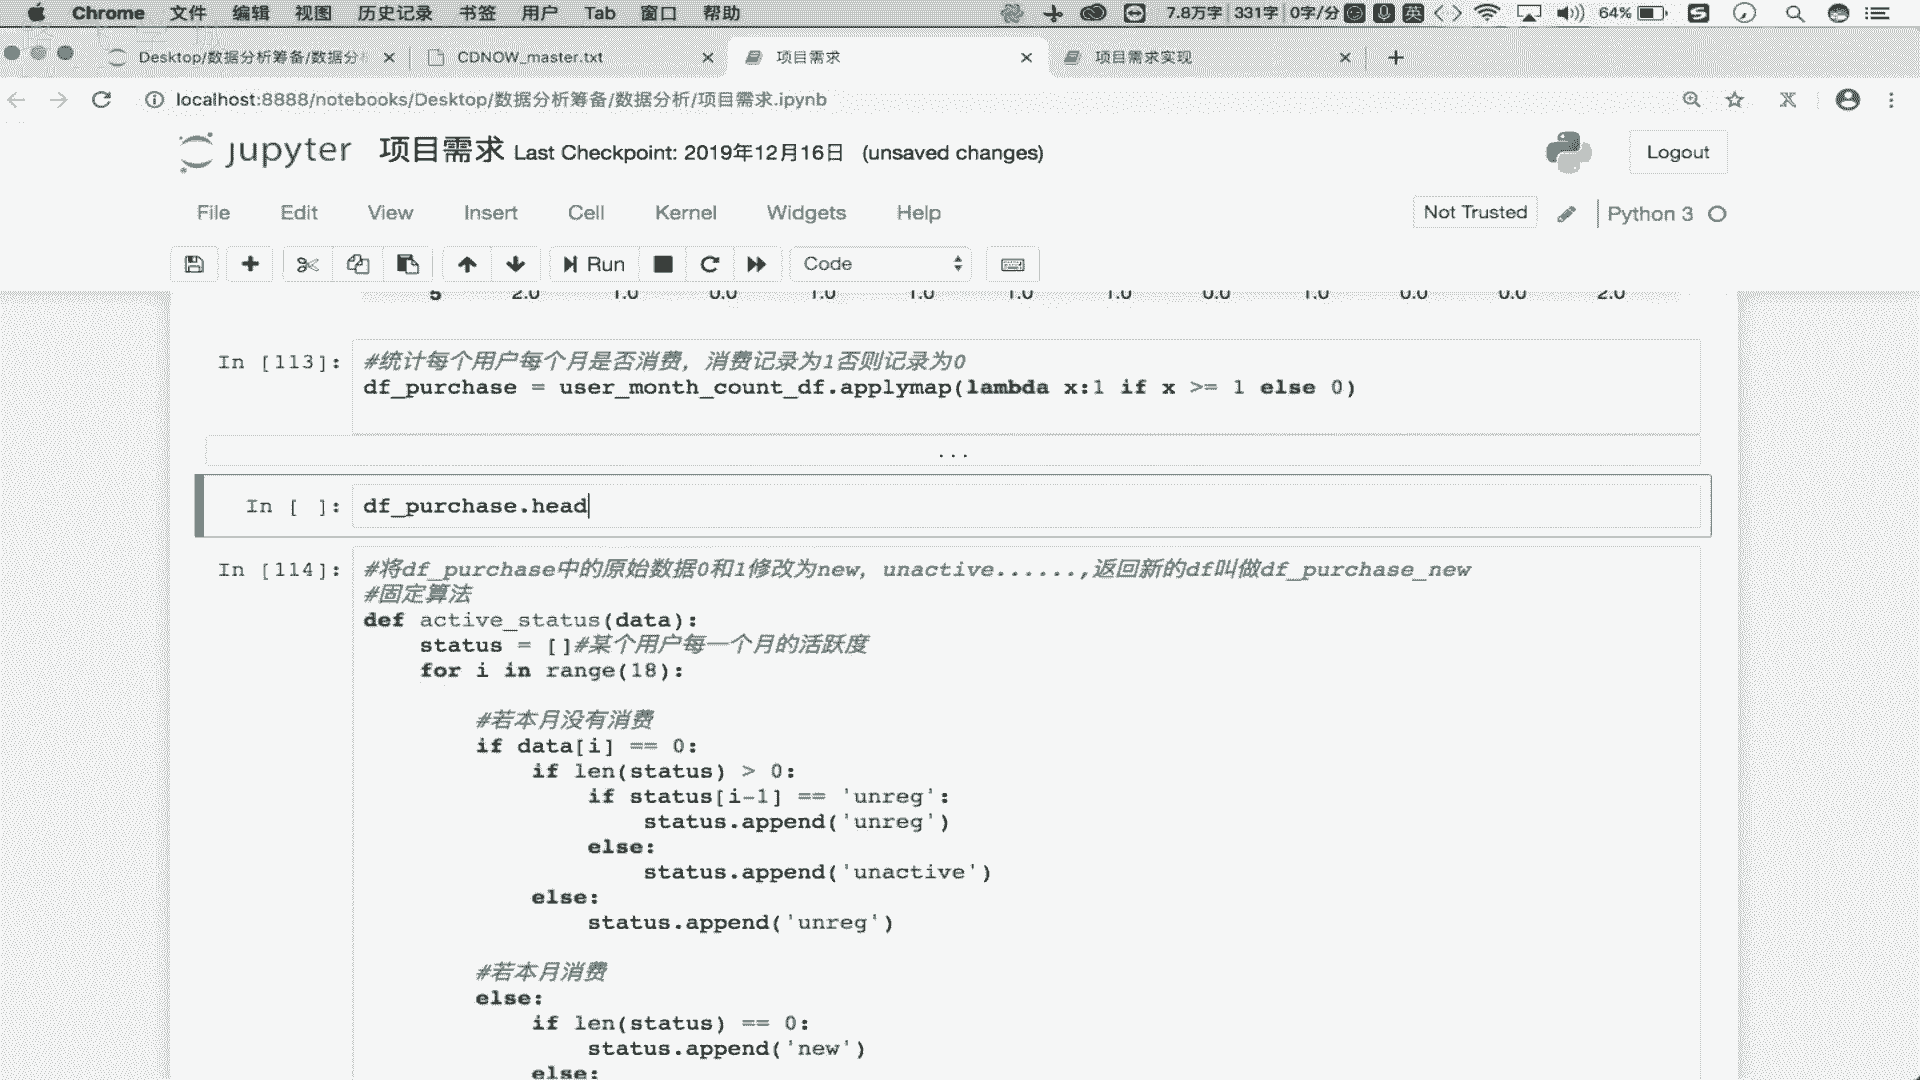 Chrome 文件 编辑 视图 历史记录 书签 用户 Tab 窗口 帮助 7.8万字 331字 0字/分 英 64%
Desktop/数据分析筹备/数据分 CDNOW_master.txt 项目需求 项目需求实现
localhost:8888/notebooks/Desktop/数据分析筹备/数据分析/项目需求.ipynb
jupyter 项目需求 Last Checkpoint: 2019年12月16日 (unsaved changes) Logout
File Edit View Insert Cell Kernel Widgets Help Not Trusted Python 3
Run Code
5 2.0 1.0 0.0 1.0 1.0 1.0 1.0 0.0 1.0 0.0 0.0 2.0
In [113]: #统计每个用户每个月是否消费，消费记录为1否则记录为0
df_purchase = user_month_count_df.applymap(lambda x:1 if x >= 1 else 0)
...
In [ ]: df_purchase.head
In [114]: #将df_purchase中的原始数据0和1修改为new，unactive......,返回新的df叫做df_purchase_new
#固定算法
def active_status(data):
status = []#某个用户每一个月的活跃度
for i in range(18):
#若本月没有消费
if data[i] == 0:
if len(status) > 0:
if status[i-1] == 'unreg':
status.append('unreg')
else:
status.append('unactive')
else:
status.append('unreg')
#若本月消费
else:
if len(status) == 0:
status.append('new')
else: